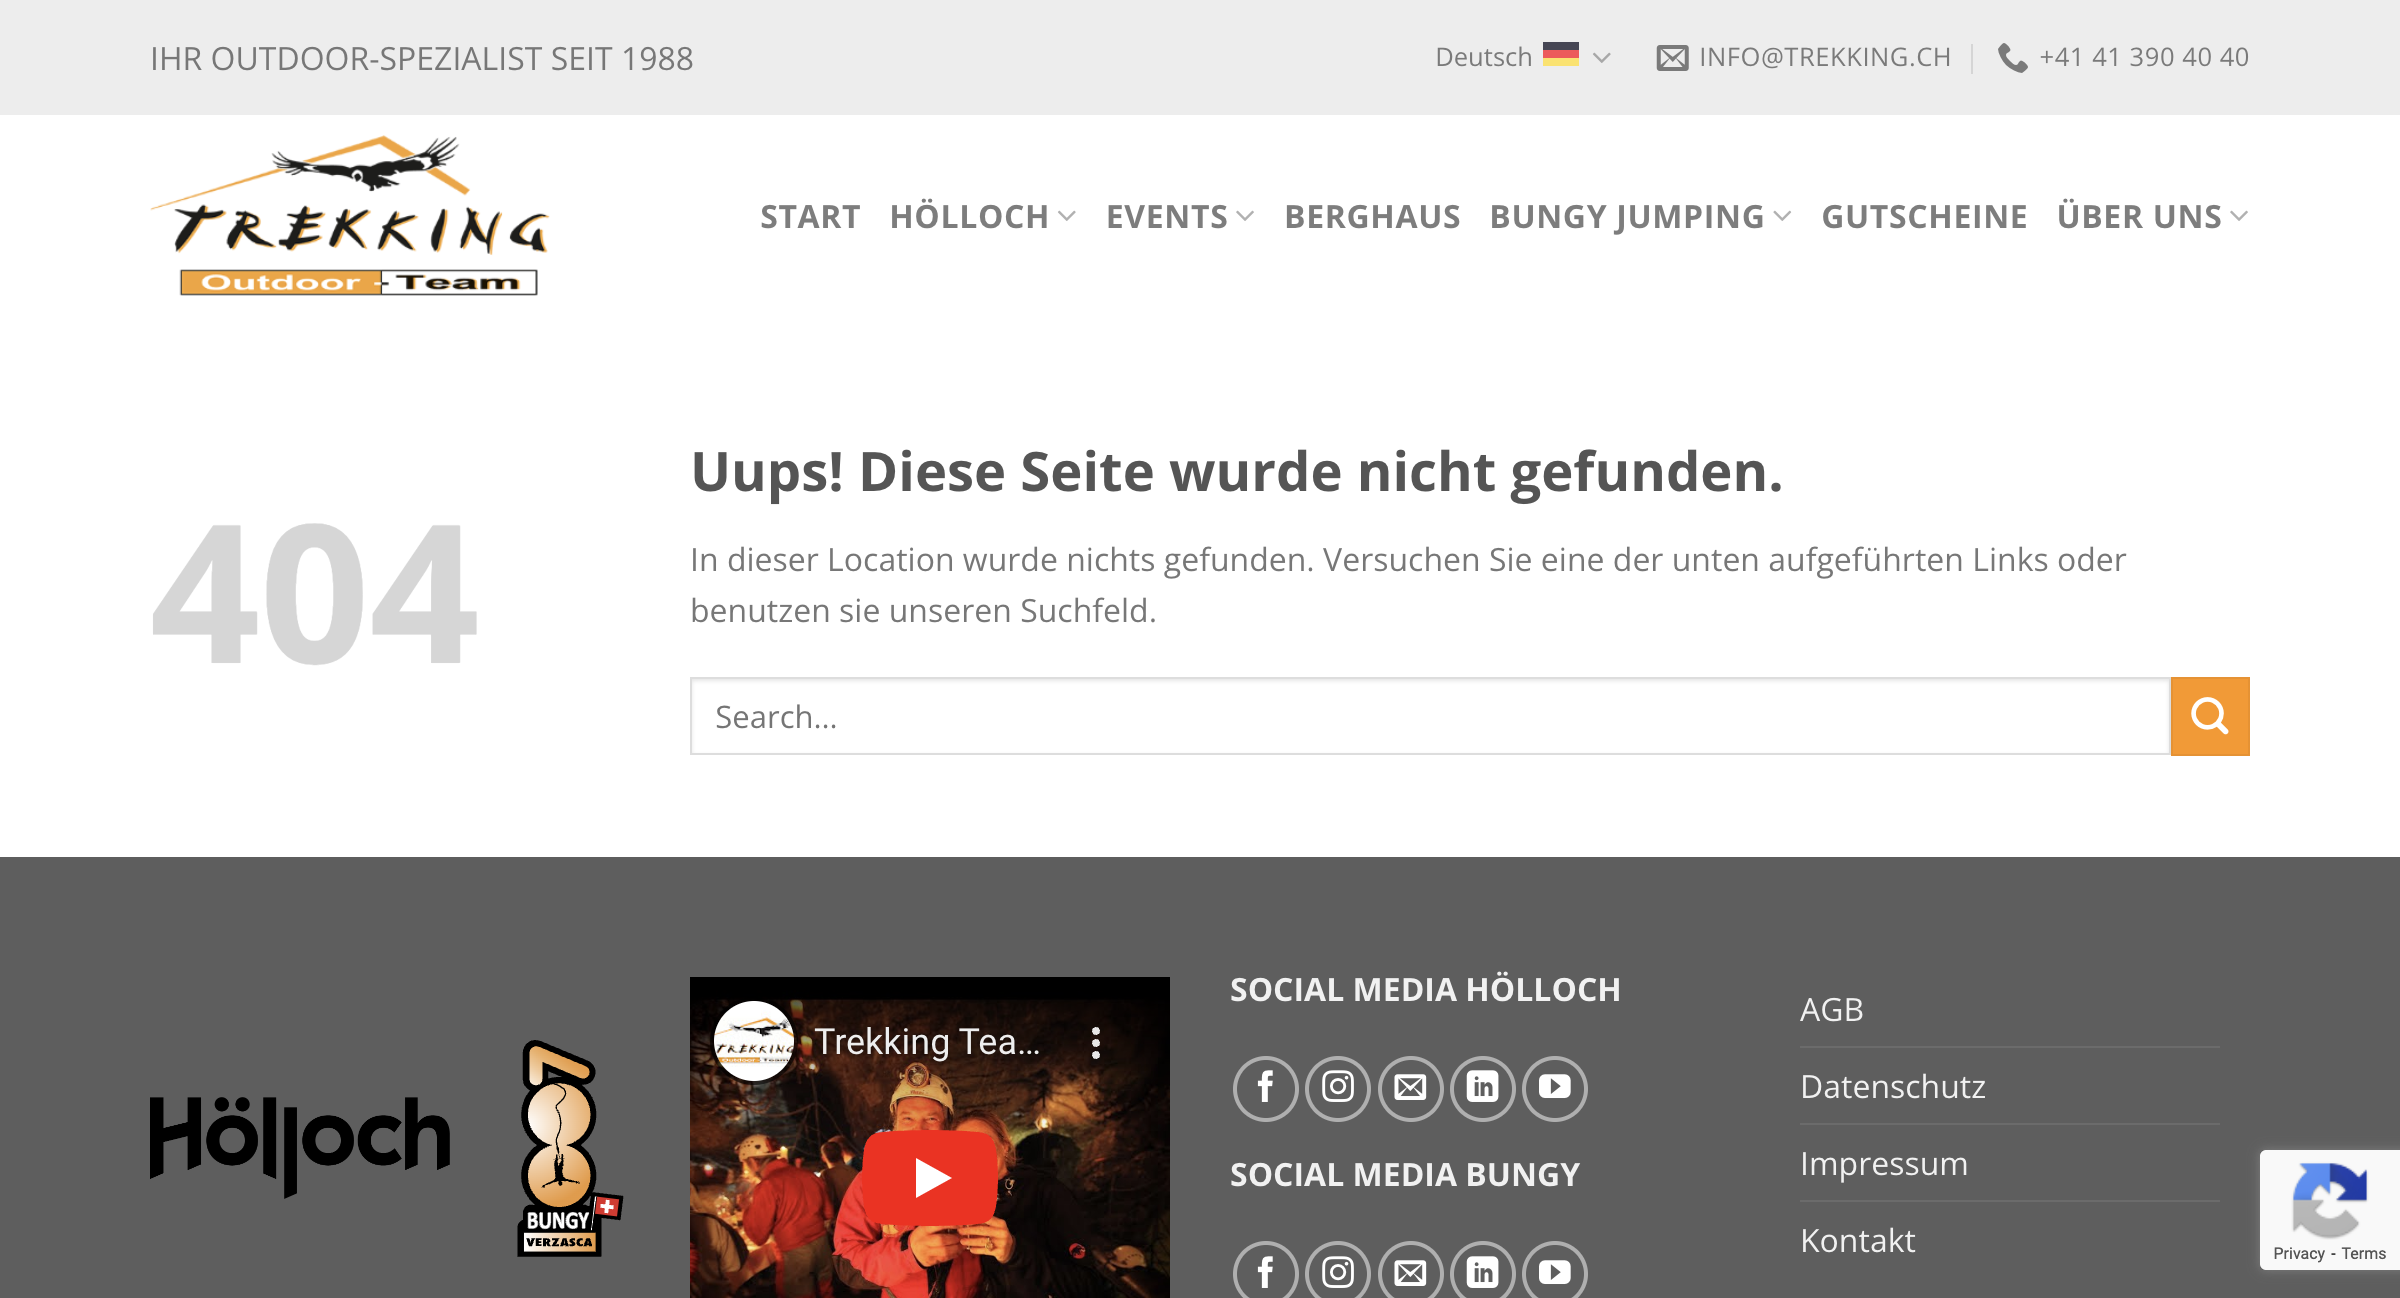 IHR OUTDOOR-SPEZIALIST SEIT 1988
Deutsch
INFO@TREKKING.CH
+41 41 390 40 40
TREKKING
Outdoor - Team
START
HÖLLOCH
EVENTS
BERGHAUS
BUNGY JUMPING
GUTSCHEINE
ÜBER UNS
404
Uups! Diese Seite wurde nicht gefunden.
In dieser Location wurde nichts gefunden. Versuchen Sie eine der unten aufgeführten Links oder
benutzen sie unseren Suchfeld.
Search...
Hölloch
BUNGY
VERZASCA
TREKKING
Outdoor - Team
Trekking Tea...
SOCIAL MEDIA HÖLLOCH
SOCIAL MEDIA BUNGY
AGB
Datenschutz
Impressum
Kontakt
Privacy - Terms